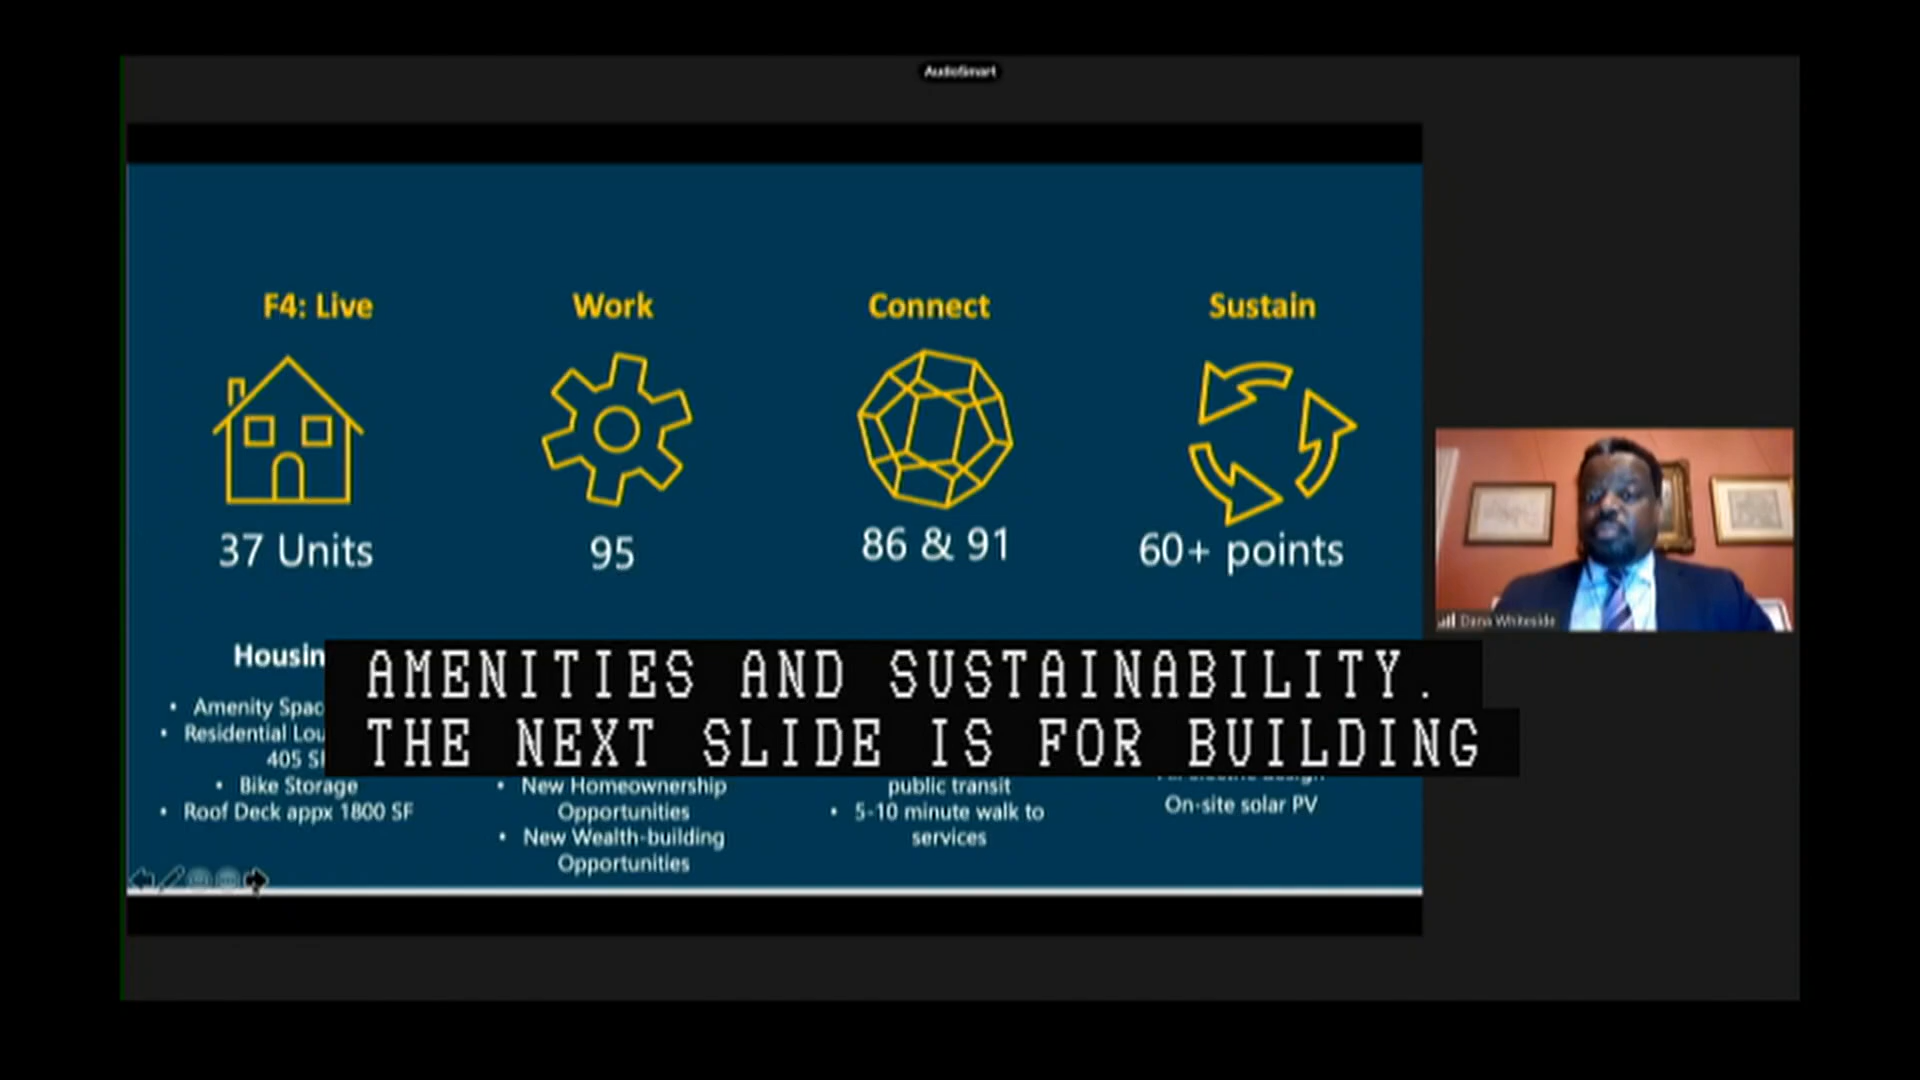 AudioSmart
F4: Live
Work
Connect
Sustain
37 Units
95
86 & 91
60+ points
Dana Whiteside
Housin
AMENITIES AND SUSTAINABILITY.
THE NEXT SLIDE IS FOR BUILDING
• Amenity Spac
• Residential Lou
405 S
• Bike Storage
• Roof Deck appx 1800 SF
• New Homeownership
Opportunities
• New Wealth-building
Opportunities
public transit
• 5-10 minute walk to
services
On-site solar PV